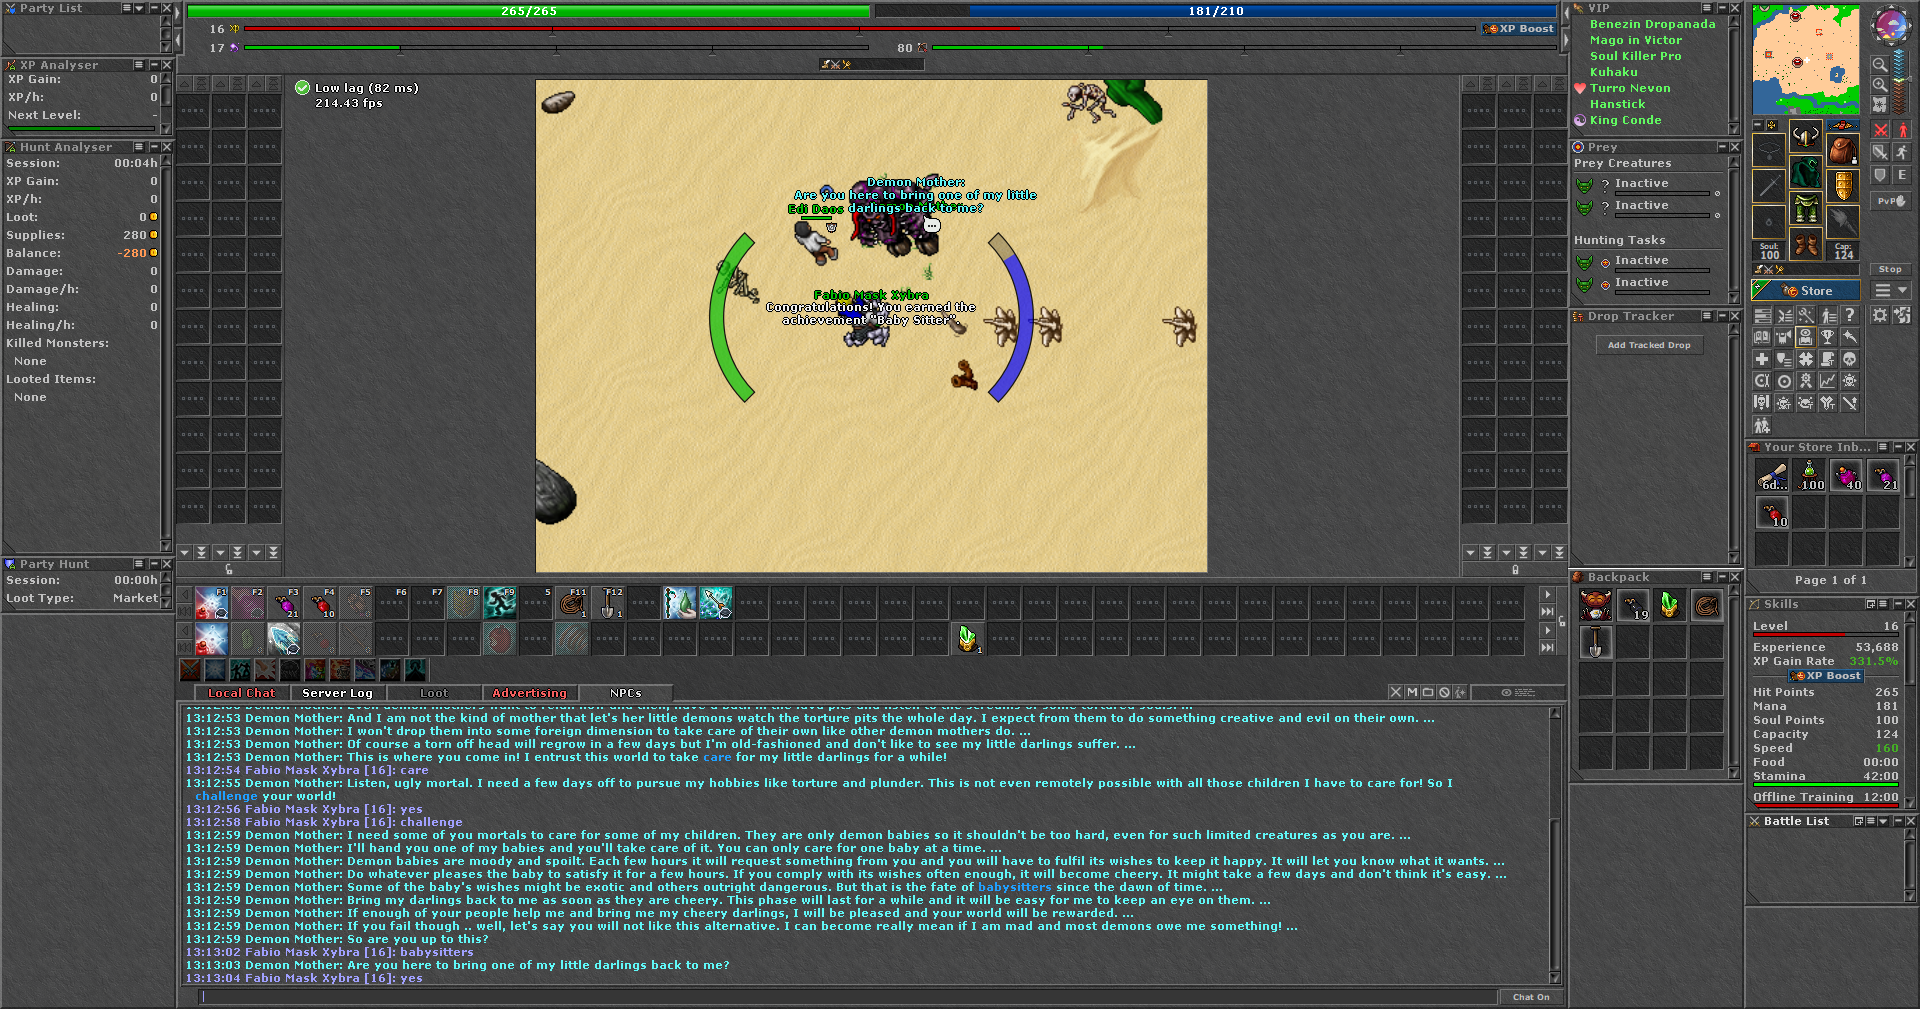 Party List
265/265
181/210
16
XP Boost
17
80
XP Analyser
XP Gain: 0
XP/h: 0
Next Level: -
Hunt Analyser
Session: 00:04h
XP Gain: 0
XP/h: 0
Loot: 0
Supplies: 280
Balance: -280
Damage: 0
Damage/h: 0
Healing: 0
Healing/h: 0
Killed Monsters:
None
Looted Items:
None
Party Hunt
Session: 00:00h
Loot Type: Market
Low lag (82 ms)
214.43 fps
Demon Mother:
Are you here to bring one of my little
darlings back to me?
Edi Daos
Fabio Mask Xybra
Congratulations! You earned the
achievement "Baby Sitter".
F1 F2 F3 F4 F5 F6 F7 F8 F9 5 F11 F12
21 10 1 1
1
Local Chat
Server Log
Loot
Advertising
NPCs
13:12:53 Demon Mother: And I am not the kind of mother that let's her little demons watch the torture pits the whole day. I expect from them to do something creative and evil on their own. ...
13:12:53 Demon Mother: I won't drop them into some foreign dimension to take care of their own like other demon mothers do. ...
13:12:53 Demon Mother: Of course a torn off head will regrow in a few days but I'm old-fashioned and don't like to see my little darlings suffer. ...
13:12:53 Demon Mother: This is where you come in! I entrust this world to take care for my little darlings for a while!
13:12:54 Fabio Mask Xybra [16]: care
13:12:55 Demon Mother: Listen, ugly mortal. I need a few days off to pursue my hobbies like torture and plunder. This is not even remotely possible with all those children I have to care for! So I
challenge your world!
13:12:56 Fabio Mask Xybra [16]: yes
13:12:58 Fabio Mask Xybra [16]: challenge
13:12:59 Demon Mother: I need some of you mortals to care for some of my children. They are only demon babies so it shouldn't be too hard, even for such limited creatures as you are. ...
13:12:59 Demon Mother: I'll hand you one of my babies and you'll take care of it. You can only care for one baby at a time. ...
13:12:59 Demon Mother: Demon babies are moody and spoilt. Each few hours it will request something from you and you will have to fulfil its wishes to keep it happy. It will let you know what it wants. ...
13:12:59 Demon Mother: Do whatever pleases the baby to satisfy it for a few hours. If you comply with its wishes often enough, it will become cheery. It might take a few days and don't think it's easy. ...
13:12:59 Demon Mother: Some of the baby's wishes might be exotic and others outright dangerous. But that is the fate of babysitters since the dawn of time. ...
13:12:59 Demon Mother: Bring my darlings back to me as soon as they are cheery. This phase will last for a while and it will be easy for me to keep an eye on them. ...
13:12:59 Demon Mother: If enough of your people help me and bring me my cheery darlings, I will be pleased and your world will be rewarded. ...
13:12:59 Demon Mother: If you fail though .. well, let's say you will not like this alternative. I can become really mean if I am mad and most demons owe me something! ...
13:12:59 Demon Mother: So are you up to this?
13:13:02 Fabio Mask Xybra [16]: babysitters
13:13:03 Demon Mother: Are you here to bring one of my little darlings back to me?
13:13:04 Fabio Mask Xybra [16]: yes
Chat On
VIP
Benezin Dropanada
Mago in Victor
Soul Killer Pro
Kuhaku
Turro Nevon
Hanstick
King Conde
Prey
Prey Creatures
Inactive
Inactive
Hunting Tasks
Inactive
Inactive
Drop Tracker
Add Tracked Drop
Backpack
19
E
PvP
Soul:
100
Cap:
124
Stop
Store
Your Store Inb...
6d... 100 40 21
10
Page 1 of 1
Skills
Level 16
Experience 53,688
XP Gain Rate 331.5%
XP Boost
Hit Points 265
Mana 181
Soul Points 100
Capacity 124
Speed 160
Food 00:00
Stamina 42:00
Offline Training 12:00
Battle List